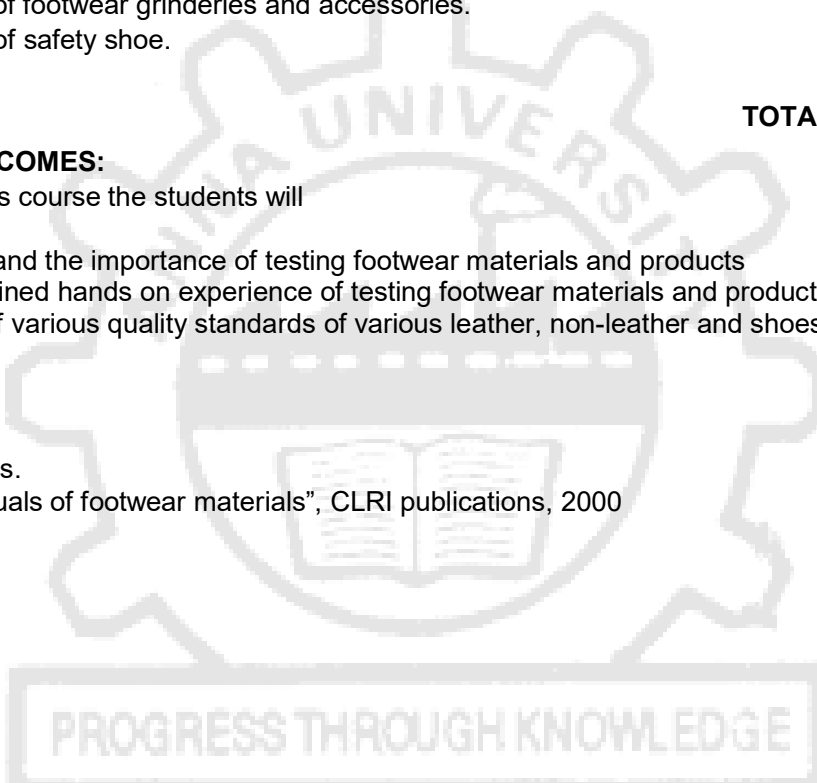 of footwear grinderies and accessories.
of safety shoe.
TOTA
COMES:
s course the students will
and the importance of testing footwear materials and products
ined hands on experience of testing footwear materials and product
f various quality standards of various leather, non-leather and shoes
s.
uals of footwear materials”, CLRI publications, 2000
ANNA UNIVERSITY
PROGRESS THROUGH KNOWLEDGE